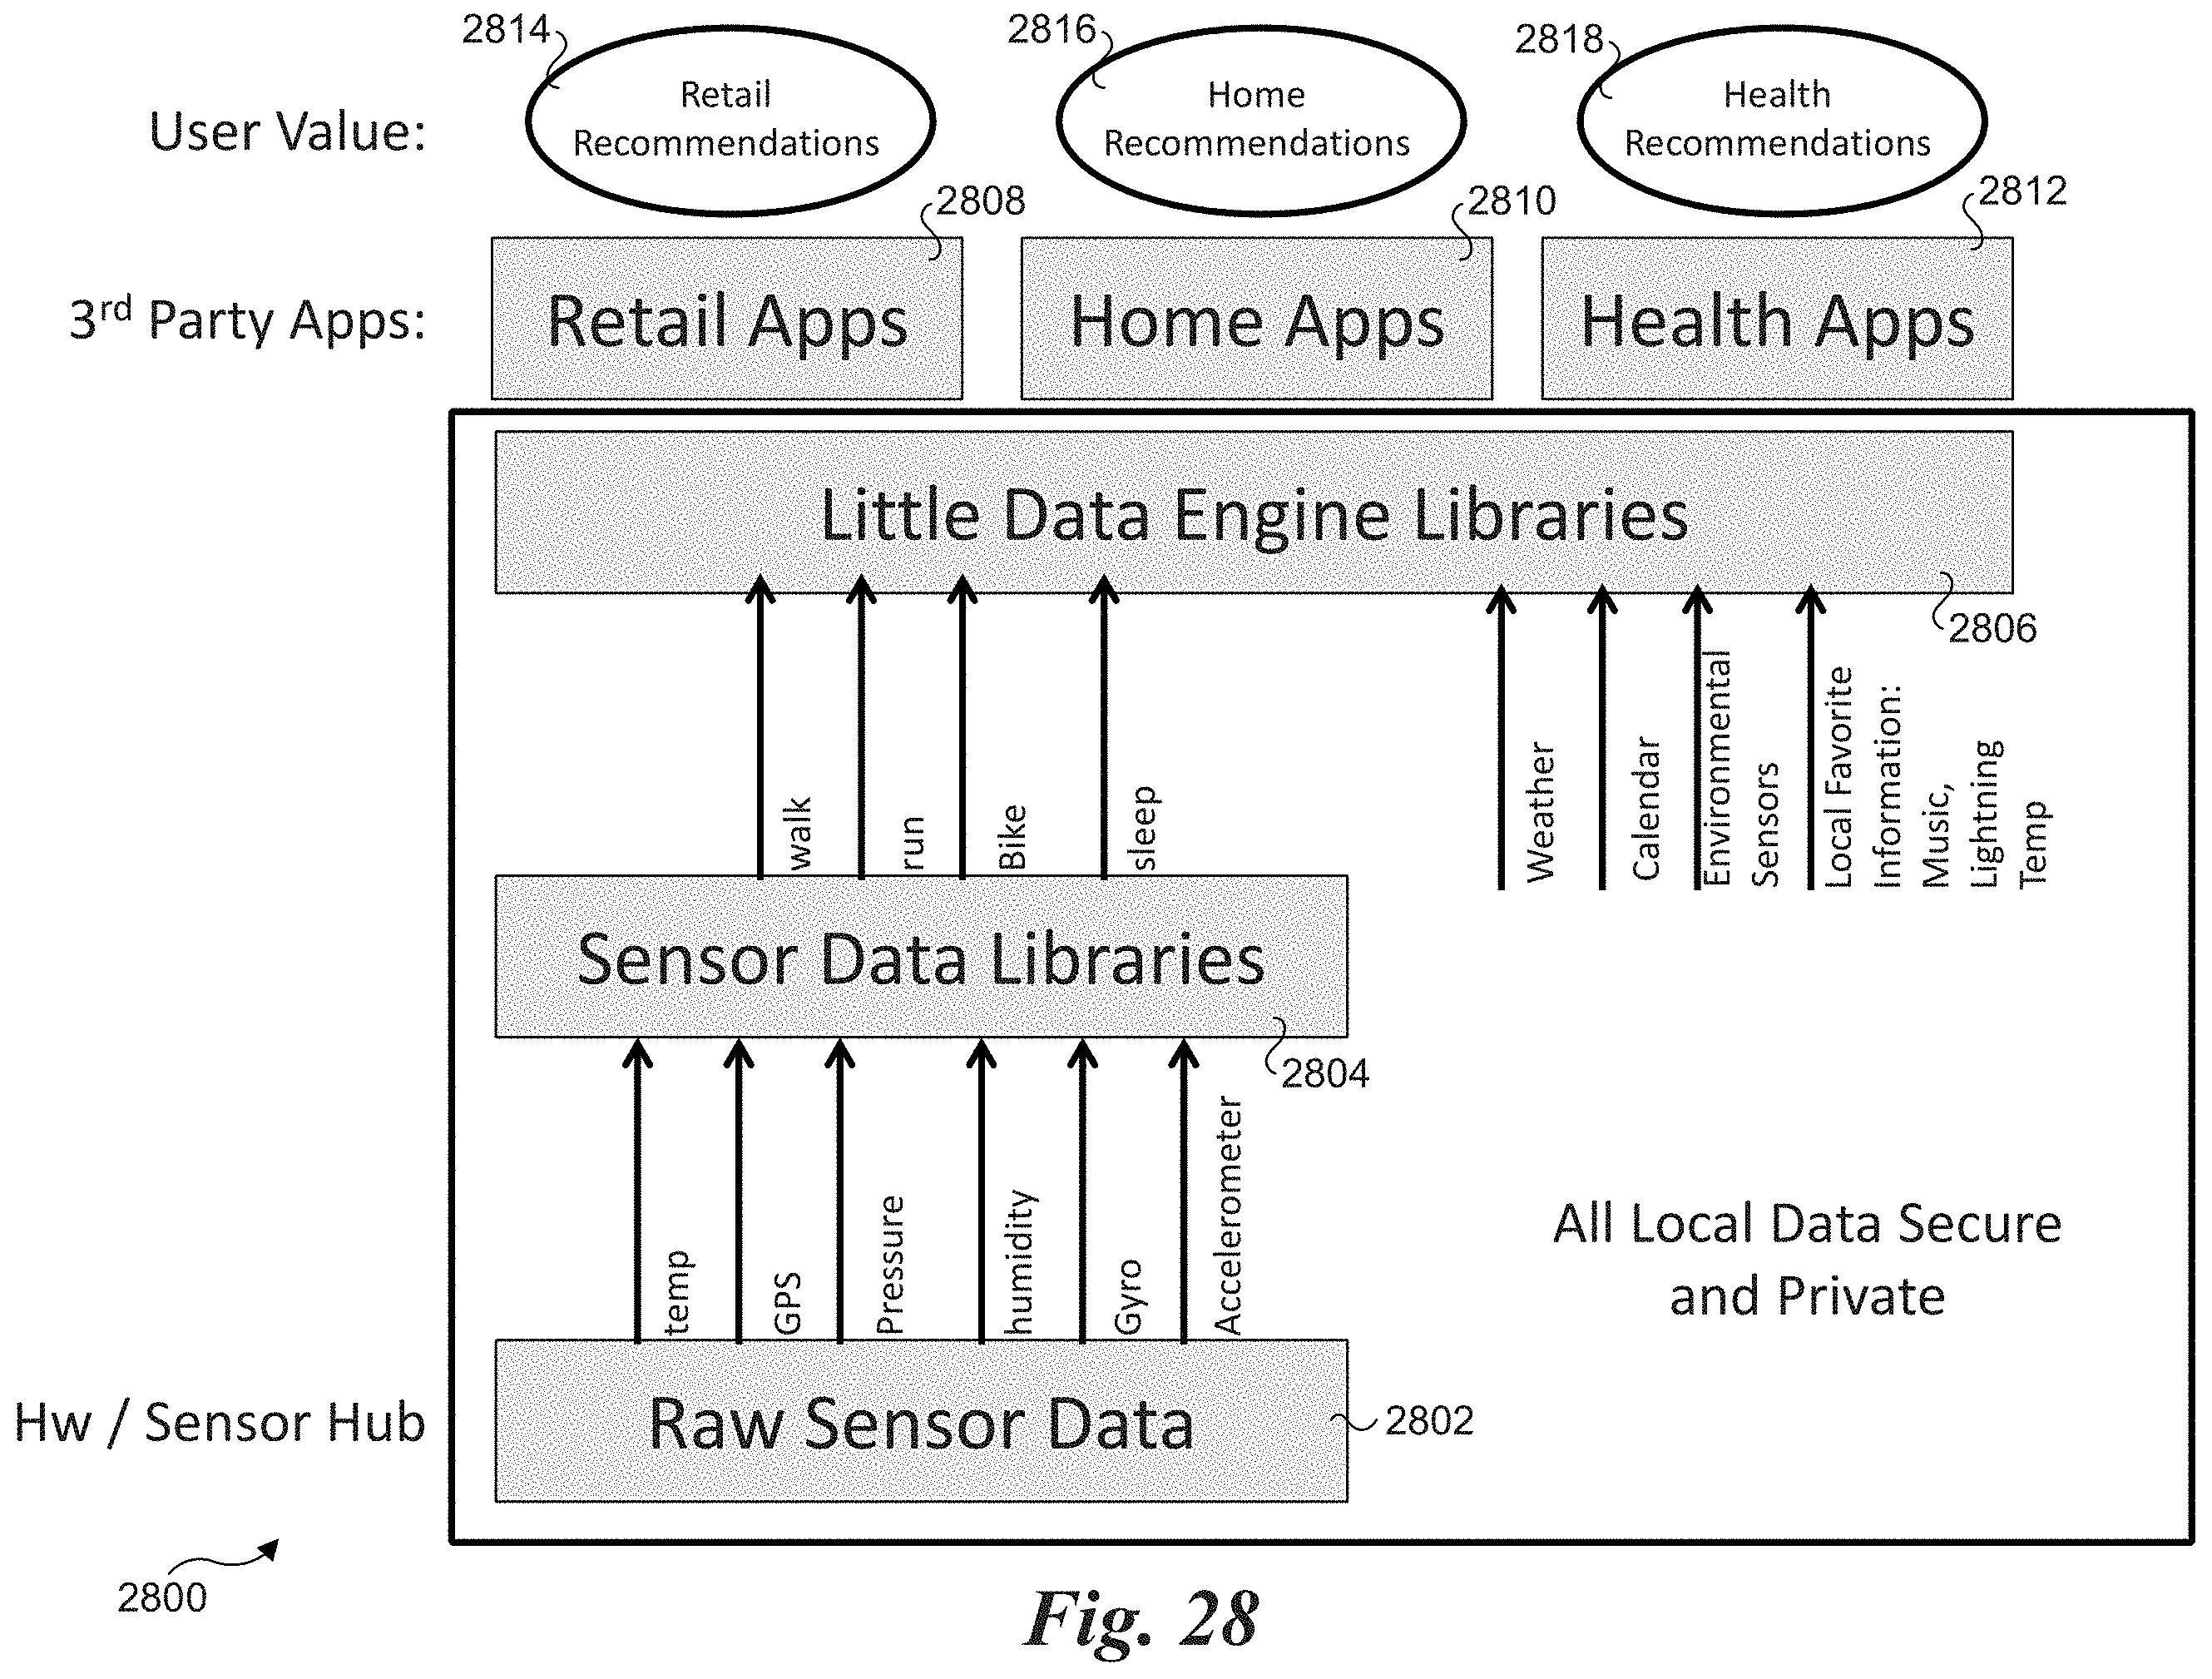 2814
2816
2818
User Value:
Retail
Recommendations
Home
Recommendations
Health
Recommendations
2808
2810
2812
3rd Party Apps:
Retail Apps
Home Apps
Health Apps
Little Data Engine Libraries
2806
walk
run
Bike
sleep
Weather
Calendar
Environmental
Sensors
Local Favorite
Information:
Music,
Lightning
Temp
Sensor Data Libraries
2804
temp
GPS
Pressure
humidity
Gyro
Accelerometer
All Local Data Secure
and Private
Hw / Sensor Hub
Raw Sensor Data
2802
2800
Fig. 28